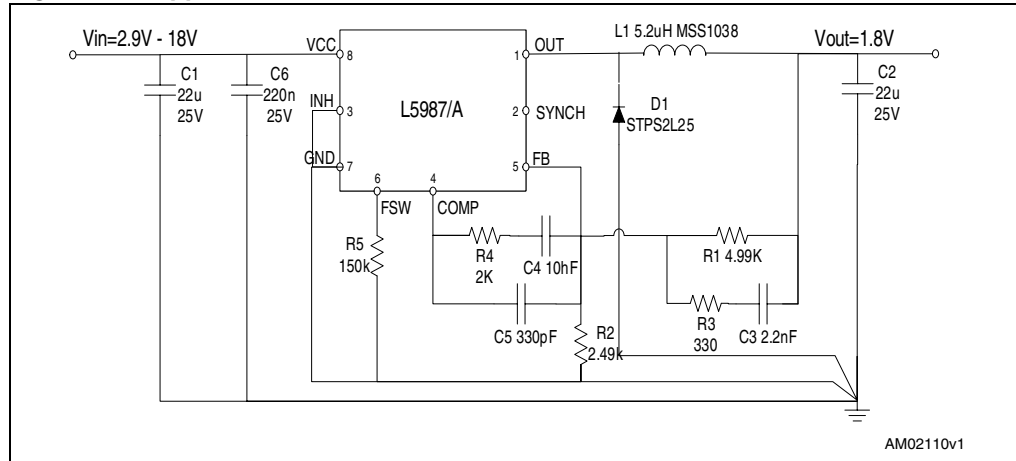 Vin=2.9V - 18V
C1
22u
25V
C6
220n
25V
VCC
8
INH
3
GND
7
L5987/A
1
OUT
2
SYNCH
5
FB
6
FSW
4
COMP
L1 5.2uH MSS1038
Vout=1.8V
C2
22u
25V
D1
STPS2L25
R5
150k
R4
2K
C4 10hF
C5 330pF
R2
2.49k
R1 4.99K
R3
330
C3 2.2nF
AM02110v1